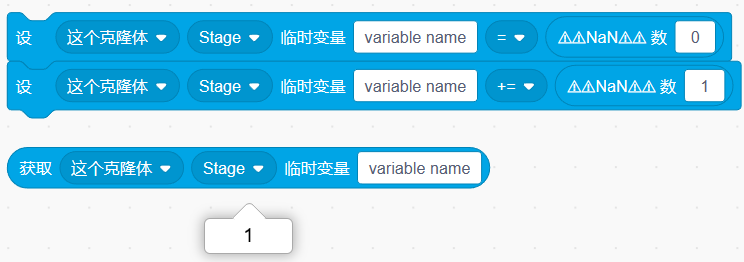 设 这个克隆体 Stage 临时变量 variable name = ⚠⚠NaN⚠⚠ 数 0
设 这个克隆体 Stage 临时变量 variable name += ⚠⚠NaN⚠⚠ 数 1
获取 这个克隆体 Stage 临时变量 variable name
1